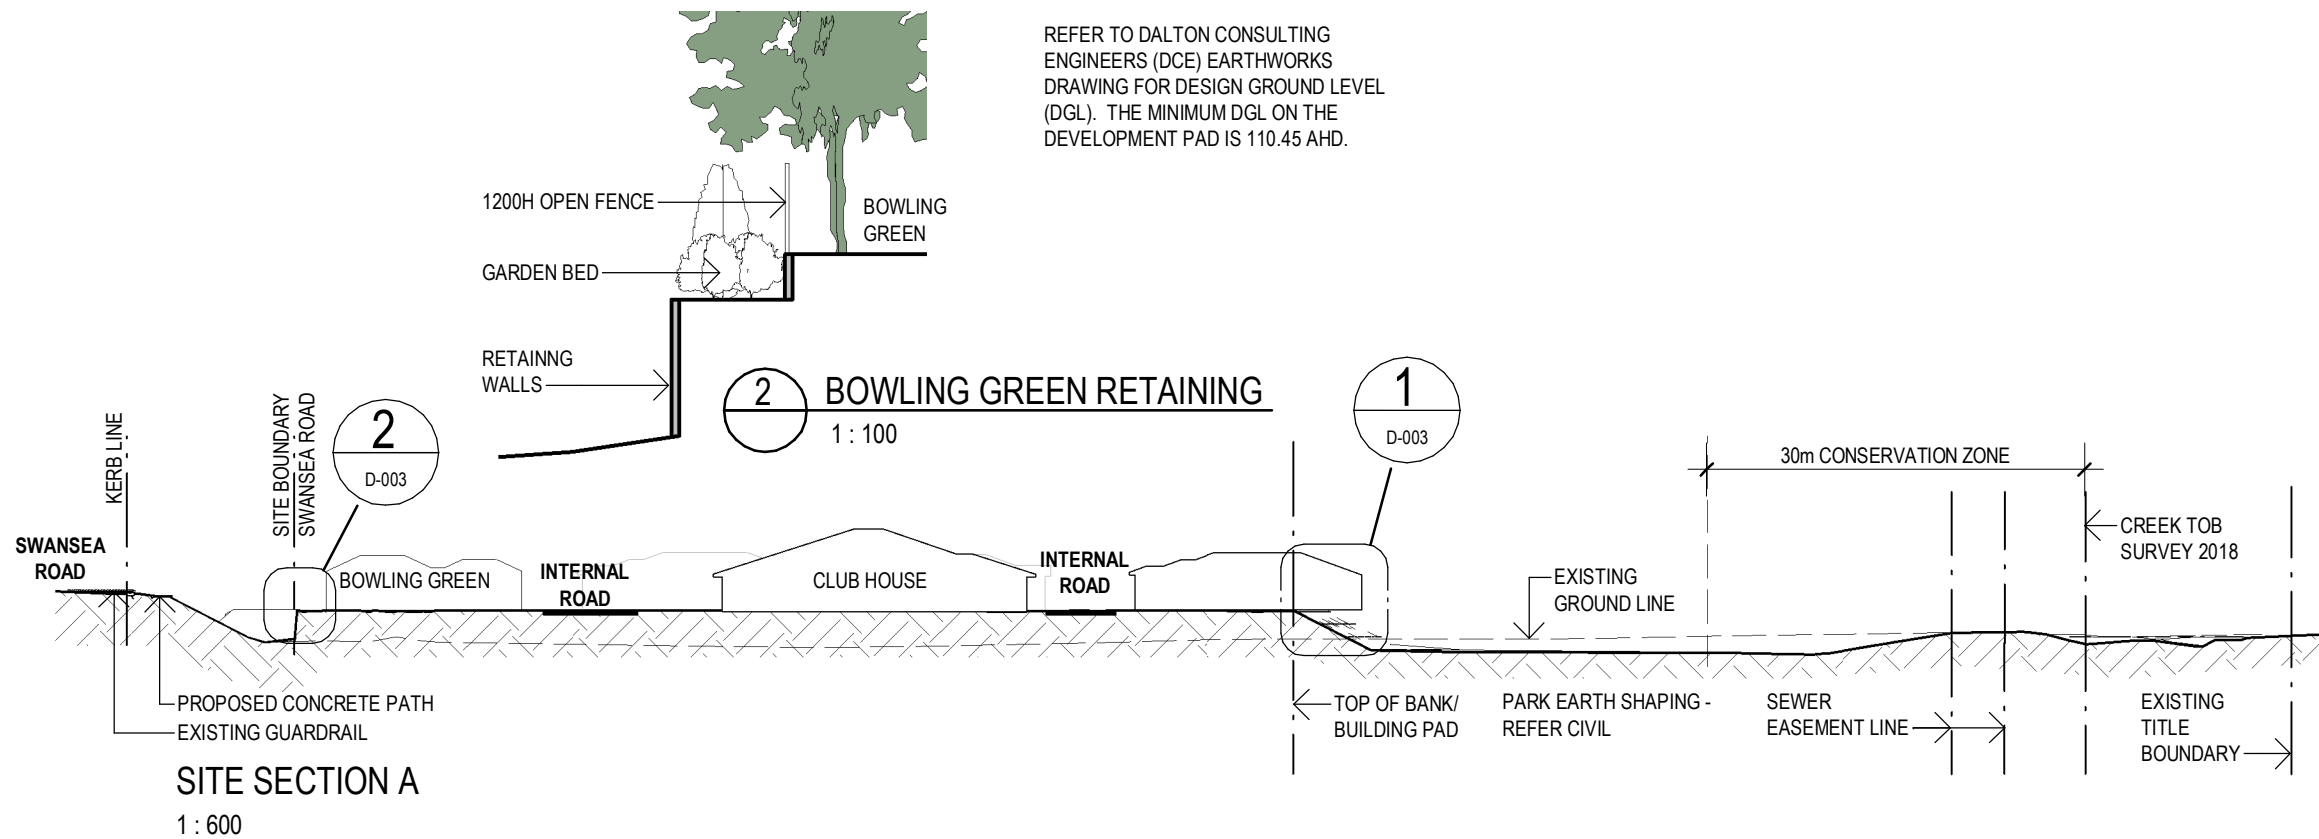 REFER TO DALTON CONSULTING
ENGINEERS (DCE) EARTHWORKS
DRAWING FOR DESIGN GROUND LEVEL
(DGL). THE MINIMUM DGL ON THE
DEVELOPMENT PAD IS 110.45 AHD.
1200H OPEN FENCE
BOWLING
GREEN
GARDEN BED
RETAINNG
WALLS
2
BOWLING GREEN RETAINING
1 : 100
KERB LINE
SITE BOUNDARY
SWANSEA ROAD
2
D-003
1
D-003
30m CONSERVATION ZONE
SWANSEA
ROAD
BOWLING GREEN
INTERNAL
ROAD
CLUB HOUSE
INTERNAL
ROAD
EXISTING
GROUND LINE
CREEK TOB
SURVEY 2018
PROPOSED CONCRETE PATH
EXISTING GUARDRAIL
TOP OF BANK/
BUILDING PAD
PARK EARTH SHAPING -
REFER CIVIL
SEWER
EASEMENT LINE
EXISTING
TITLE
BOUNDARY
SITE SECTION A
1 : 600